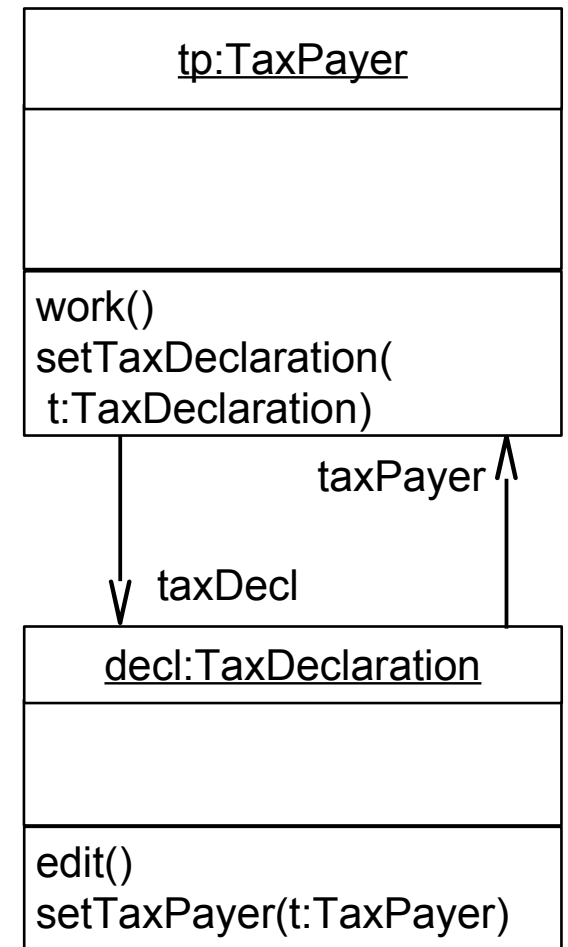 tp:TaxPayer
work()
setTaxDeclaration(
t:TaxDeclaration)
taxPayer
taxDecl
decl:TaxDeclaration
edit()
setTaxPayer(t:TaxPayer)